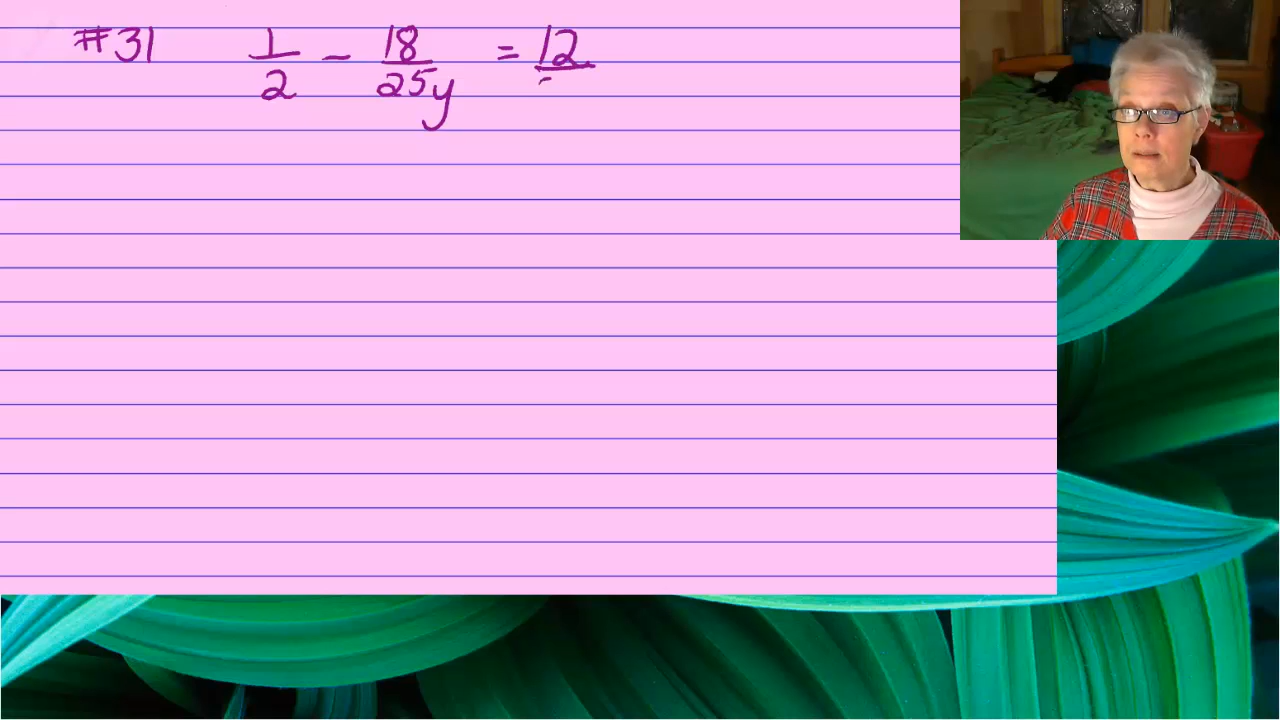 #31 1/2 - 18/25y = 12/